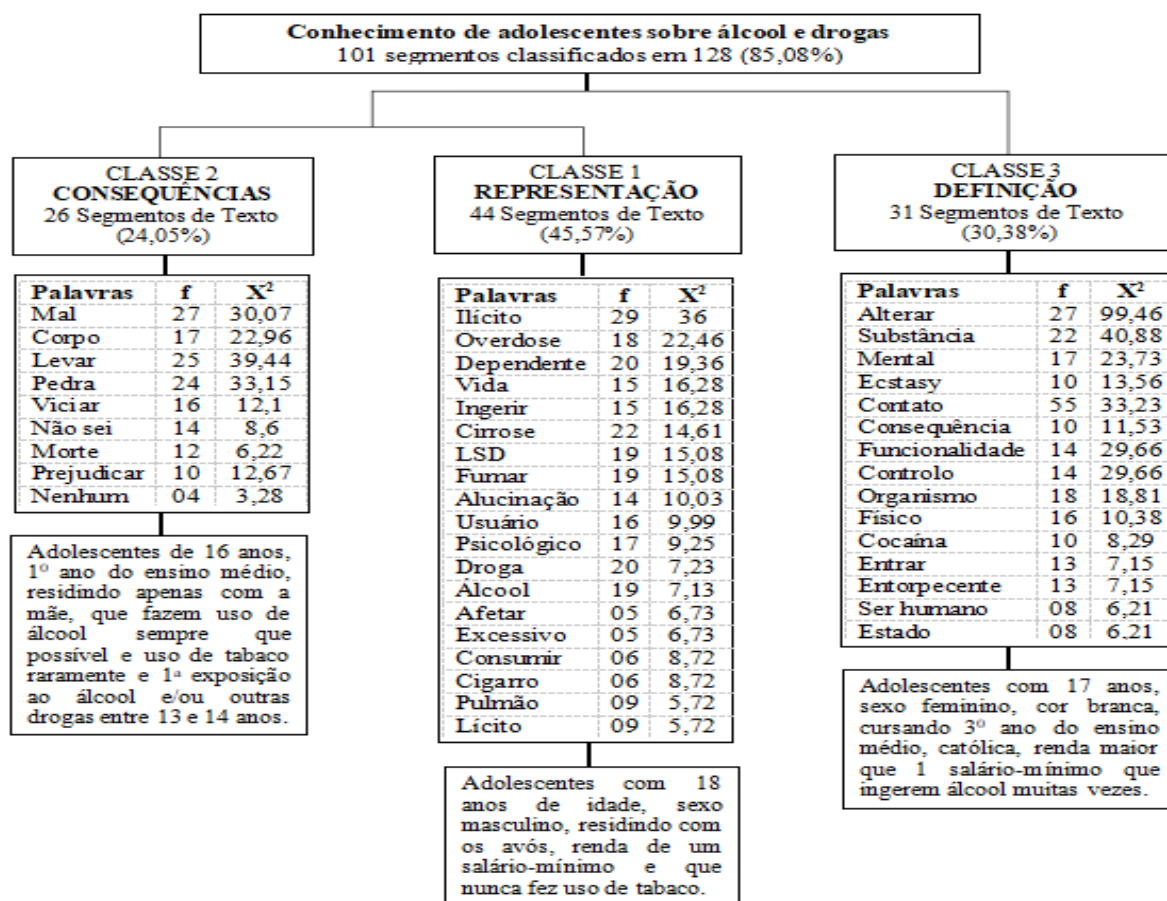 Conhecimento de adolescentes sobre álcool e drogas
101 segmentos classificados em 128 (85,08%)
CLASSE 2
CONSEQUÊNCIAS
26 Segmentos de Texto
(24,05%)
Palavras f X²
Mal 27 30,07
Corpo 17 22,96
Levar 25 39,44
Pedra 24 33,15
Viciar 16 12,1
Não sei 14 8,6
Morte 12 6,22
Prejudicar 10 12,67
Nenhum 04 3,28
Adolescentes de 16 anos,
1º ano do ensino médio,
residindo apenas com a
mãe, que fazem uso de
álcool sempre que
possível e uso de tabaco
raramente e 1ª exposição
ao álcool e/ou outras
drogas entre 13 e 14 anos.
CLASSE 1
REPRESENTAÇÃO
44 Segmentos de Texto
(45,57%)
Palavras f X²
Ilícito 29 36
Overdose 18 22,46
Dependente 20 19,36
Vida 15 16,28
Ingerir 15 16,28
Cirrose 22 14,61
LSD 19 15,08
Fumar 19 15,08
Alucinação 14 10,03
Usuário 16 9,99
Psicológico 17 9,25
Droga 20 7,23
Álcool 19 7,13
Afetar 05 6,73
Excessivo 05 6,73
Consumir 06 8,72
Cigarro 06 8,72
Pulmão 09 5,72
Lícito 09 5,72
Adolescentes com 18
anos de idade, sexo
masculino, residindo com
os avós, renda de um
salário-mínimo e que
nunca fez uso de tabaco.
CLASSE 3
DEFINIÇÃO
31 Segmentos de Texto
(30,38%)
Palavras f X²
Alterar 27 99,46
Substância 22 40,88
Mental 17 23,73
Ecstasy 10 13,56
Contato 55 33,23
Consequência 10 11,53
Funcionalidade 14 29,66
Controlo 14 29,66
Organismo 18 18,81
Físico 16 10,38
Cocaína 10 8,29
Entrar 13 7,15
Entorpecente 13 7,15
Ser humano 08 6,21
Estado 08 6,21
Adolescentes com 17 anos,
sexo feminino, cor branca,
cursando 3º ano do ensino
médio, católica, renda maior
que 1 salário-mínimo que
ingerem álcool muitas vezes.